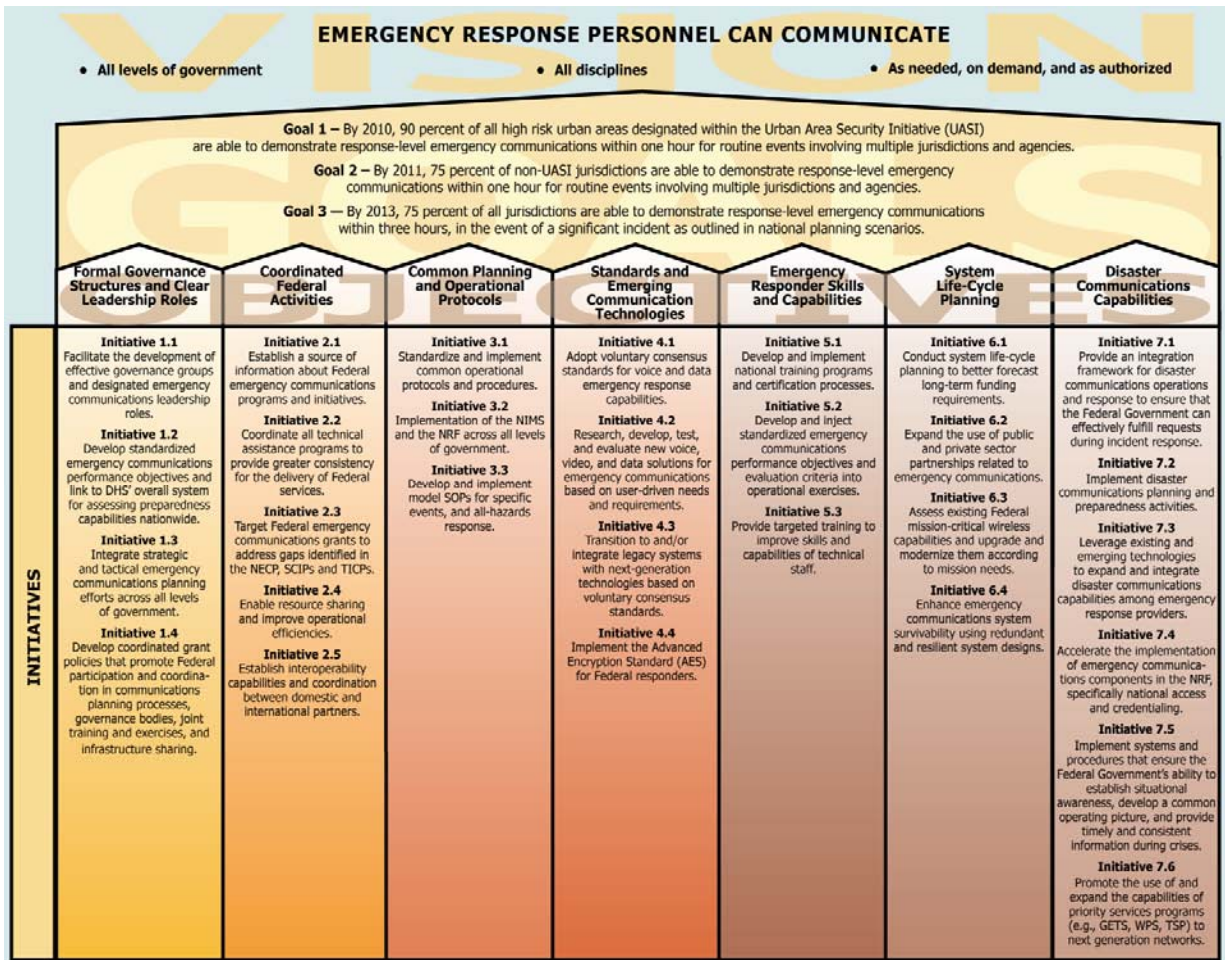 VISION
EMERGENCY RESPONSE PERSONNEL CAN COMMUNICATE
• All levels of government
• All disciplines
• As needed, on demand, and as authorized
GOALS
Goal 1 – By 2010, 90 percent of all high risk urban areas designated within the Urban Area Security Initiative (UASI)
are able to demonstrate response-level emergency communications within one hour for routine events involving multiple jurisdictions and agencies.
Goal 2 – By 2011, 75 percent of non-UASI jurisdictions are able to demonstrate response-level emergency
communications within one hour for routine events involving multiple jurisdictions and agencies.
Goal 3 — By 2013, 75 percent of all jurisdictions are able to demonstrate response-level emergency communications
within three hours, in the event of a significant incident as outlined in national planning scenarios.
OBJECTIVES
Formal Governance
Structures and Clear
Leadership Roles
Coordinated
Federal
Activities
Common Planning
and Operational
Protocols
Standards and
Emerging
Communication
Technologies
Emergency
Responder Skills
and Capabilities
System
Life-Cycle
Planning
Disaster
Communications
Capabilities
INITIATIVES
Initiative 1.1
Facilitate the development of
effective governance groups
and designated emergency
communications leadership
roles.
Initiative 1.2
Develop standardized
emergency communications
performance objectives and
link to DHS' overall system
for assessing preparedness
capabilities nationwide.
Initiative 1.3
Integrate strategic
and tactical emergency
communications planning
efforts across all levels
of government.
Initiative 1.4
Develop coordinated grant
policies that promote Federal
participation and coordina-
tion in communications
planning processes,
governance bodies, joint
training and exercises, and
infrastructure sharing.
Initiative 2.1
Establish a source of
information about Federal
emergency communications
programs and initiatives.
Initiative 2.2
Coordinate all technical
assistance programs to
provide greater consistency
for the delivery of Federal
services.
Initiative 2.3
Target Federal emergency
communications grants to
address gaps identified in
the NECP, SCIPs and TICPs.
Initiative 2.4
Enable resource sharing
and improve operational
efficiencies.
Initiative 2.5
Establish interoperability
capabilities and coordination
between domestic and
international partners.
Initiative 3.1
Standardize and implement
common operational
protocols and procedures.
Initiative 3.2
Implementation of the NIMS
and the NRF across all levels
of government.
Initiative 3.3
Develop and implement
model SOPs for specific
events, and all-hazards
response.
Initiative 4.1
Adopt voluntary consensus
standards for voice and data
emergency response
capabilities.
Initiative 4.2
Research, develop, test,
and evaluate new voice,
video, and data solutions for
emergency communications
based on user-driven needs
and requirements.
Initiative 4.3
Transition to and/or
integrate legacy systems
with next-generation
technologies based on
voluntary consensus
standards.
Initiative 4.4
Implement the Advanced
Encryption Standard (AES)
for Federal responders.
Initiative 5.1
Develop and implement
national training programs
and certification processes.
Initiative 5.2
Develop and inject
standardized emergency
communications
performance objectives and
evaluation criteria into
operational exercises.
Initiative 5.3
Provide targeted training to
improve skills and
capabilities of technical
staff.
Initiative 6.1
Conduct system life-cycle
planning to better forecast
long-term funding
requirements.
Initiative 6.2
Expand the use of public
and private sector
partnerships related to
emergency communications.
Initiative 6.3
Assess existing Federal
mission-critical wireless
capabilities and upgrade and
modernize them according
to mission needs.
Initiative 6.4
Enhance emergency
communications system
survivability using redundant
and resilient system designs.
Initiative 7.1
Provide an integration
framework for disaster
communications operations
and response to ensure that
the Federal Government can
effectively fulfill requests
during incident response.
Initiative 7.2
Implement disaster
communications planning and
preparedness activities.
Initiative 7.3
Leverage existing and
emerging technologies
to expand and integrate
disaster communications
capabilities among emergency
response providers.
Initiative 7.4
Accelerate the implementation
of emergency communica-
tions components in the NRF,
specifically national access
and credentialing.
Initiative 7.5
Implement systems and
procedures that ensure the
Federal Government's ability to
establish situational
awareness, develop a common
operating picture, and provide
timely and consistent
information during crises.
Initiative 7.6
Promote the use of and
expand the capabilities of
priority services programs
(e.g., GETS, WPS, TSP) to
next generation networks.